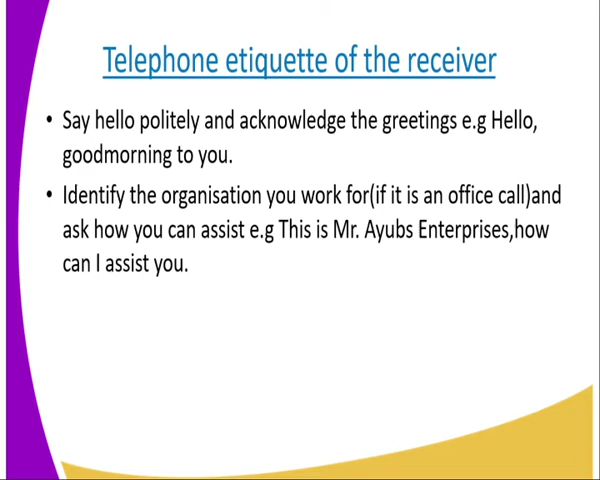 Telephone etiquette of the receiver
• Say hello politely and acknowledge the greetings e.g Hello,
goodmorning to you.
• Identify the organisation you work for(if it is an office call)and
ask how you can assist e.g This is Mr. Ayubs Enterprises,how
can I assist you.